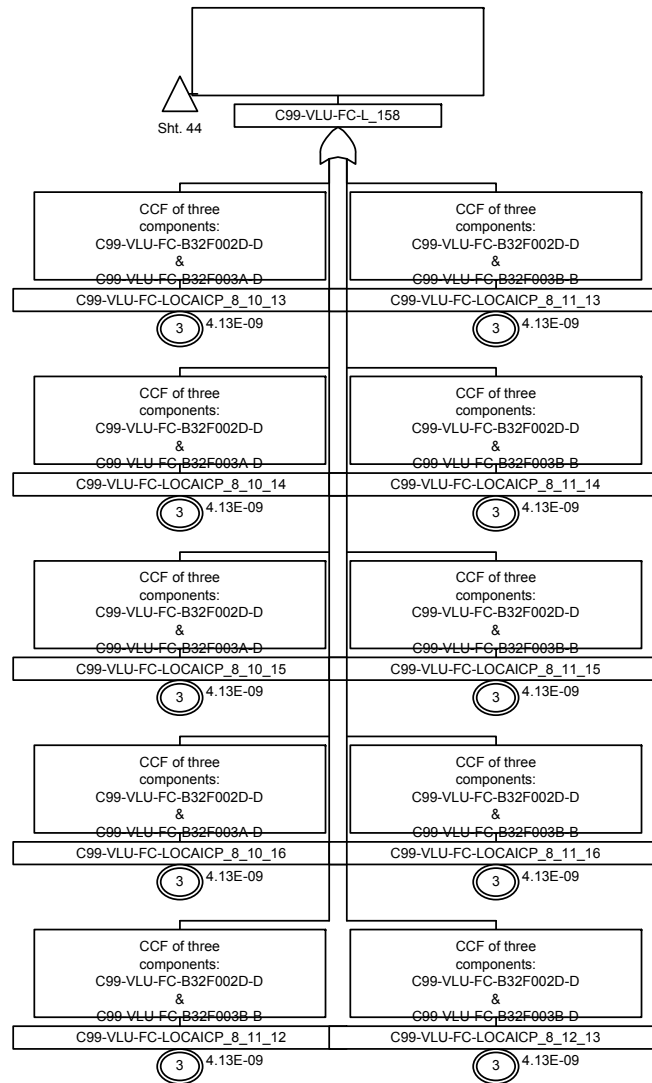 Sht. 44
C99-VLU-FC-L_158
CCF of three
components:
C99-VLU-FC-B32F002D-D
&
C99-VLU-FC-B32F003A-D
C99-VLU-FC-LOCAICP_8_10_13
3
4.13E-09
CCF of three
components:
C99-VLU-FC-B32F002D-D
&
C99-VLU-FC-B32F003B-B
C99-VLU-FC-LOCAICP_8_11_13
3
4.13E-09
CCF of three
components:
C99-VLU-FC-B32F002D-D
&
C99-VLU-FC-B32F003A-D
C99-VLU-FC-LOCAICP_8_10_14
3
4.13E-09
CCF of three
components:
C99-VLU-FC-B32F002D-D
&
C99-VLU-FC-B32F003B-B
C99-VLU-FC-LOCAICP_8_11_14
3
4.13E-09
CCF of three
components:
C99-VLU-FC-B32F002D-D
&
C99-VLU-FC-B32F003A-D
C99-VLU-FC-LOCAICP_8_10_15
3
4.13E-09
CCF of three
components:
C99-VLU-FC-B32F002D-D
&
C99-VLU-FC-B32F003B-B
C99-VLU-FC-LOCAICP_8_11_15
3
4.13E-09
CCF of three
components:
C99-VLU-FC-B32F002D-D
&
C99-VLU-FC-B32F003A-D
C99-VLU-FC-LOCAICP_8_10_16
3
4.13E-09
CCF of three
components:
C99-VLU-FC-B32F002D-D
&
C99-VLU-FC-B32F003B-B
C99-VLU-FC-LOCAICP_8_11_16
3
4.13E-09
CCF of three
components:
C99-VLU-FC-B32F002D-D
&
C99-VLU-FC-B32F003B-B
C99-VLU-FC-LOCAICP_8_11_12
3
4.13E-09
CCF of three
components:
C99-VLU-FC-B32F002D-D
&
C99-VLU-FC-B32F003B-D
C99-VLU-FC-LOCAICP_8_12_13
3
4.13E-09